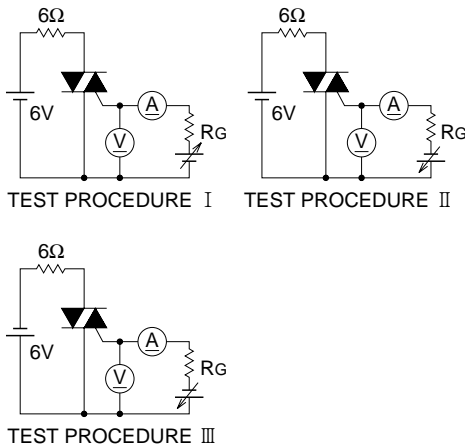 6Ω
6V
A
V
RG
TEST PROCEDURE Ⅰ
6Ω
6V
A
V
RG
TEST PROCEDURE Ⅱ
6Ω
6V
A
V
RG
TEST PROCEDURE Ⅲ